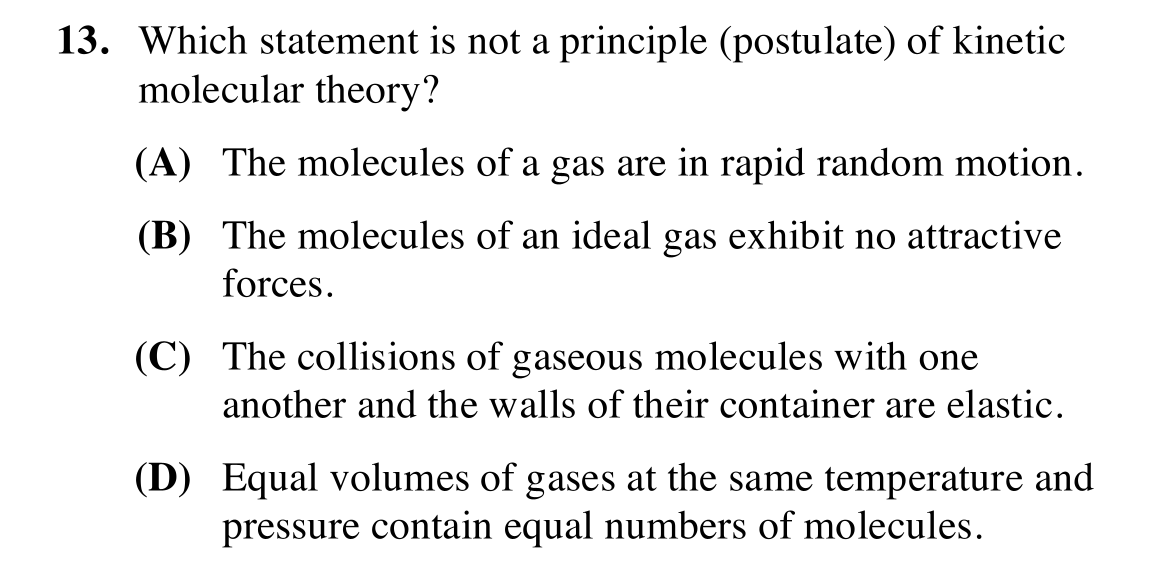 13. Which statement is not a principle (postulate) of kinetic
molecular theory?
(A) The molecules of a gas are in rapid random motion.
(B) The molecules of an ideal gas exhibit no attractive
forces.
(C) The collisions of gaseous molecules with one
another and the walls of their container are elastic.
(D) Equal volumes of gases at the same temperature and
pressure contain equal numbers of molecules.